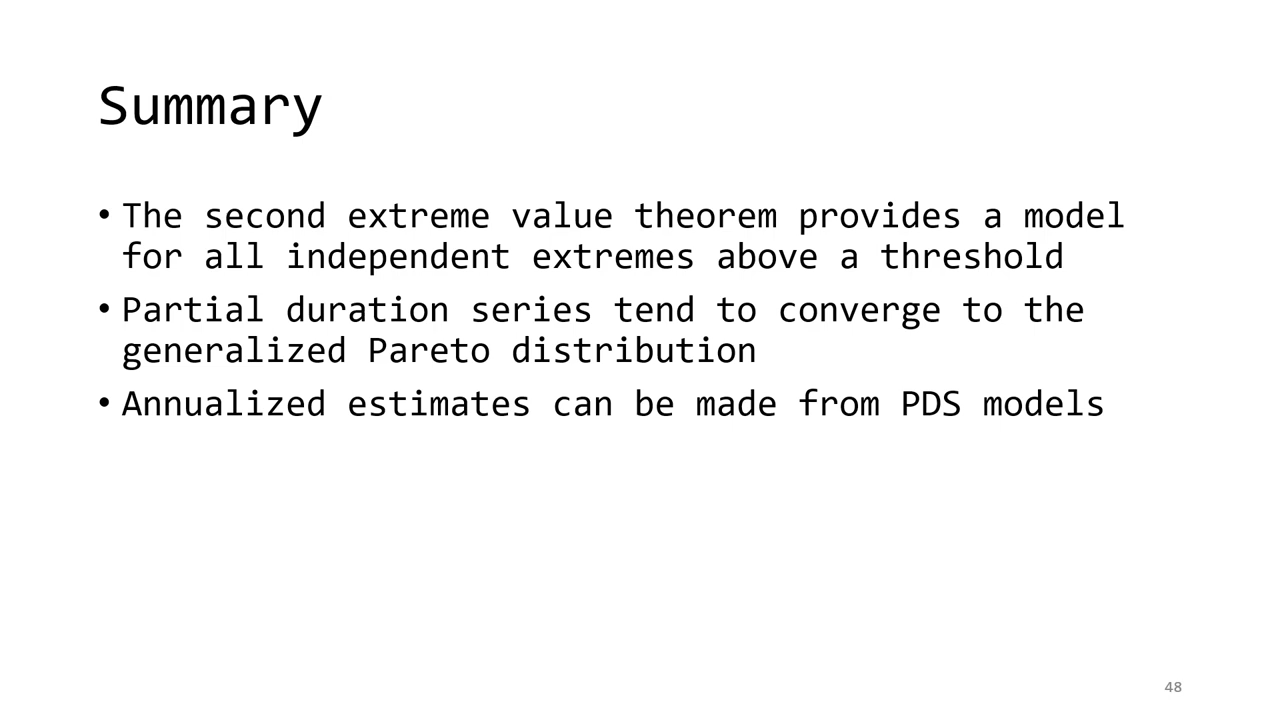 Summary
• The second extreme value theorem provides a model
for all independent extremes above a threshold
• Partial duration series tend to converge to the
generalized Pareto distribution
• Annualized estimates can be made from PDS models
48